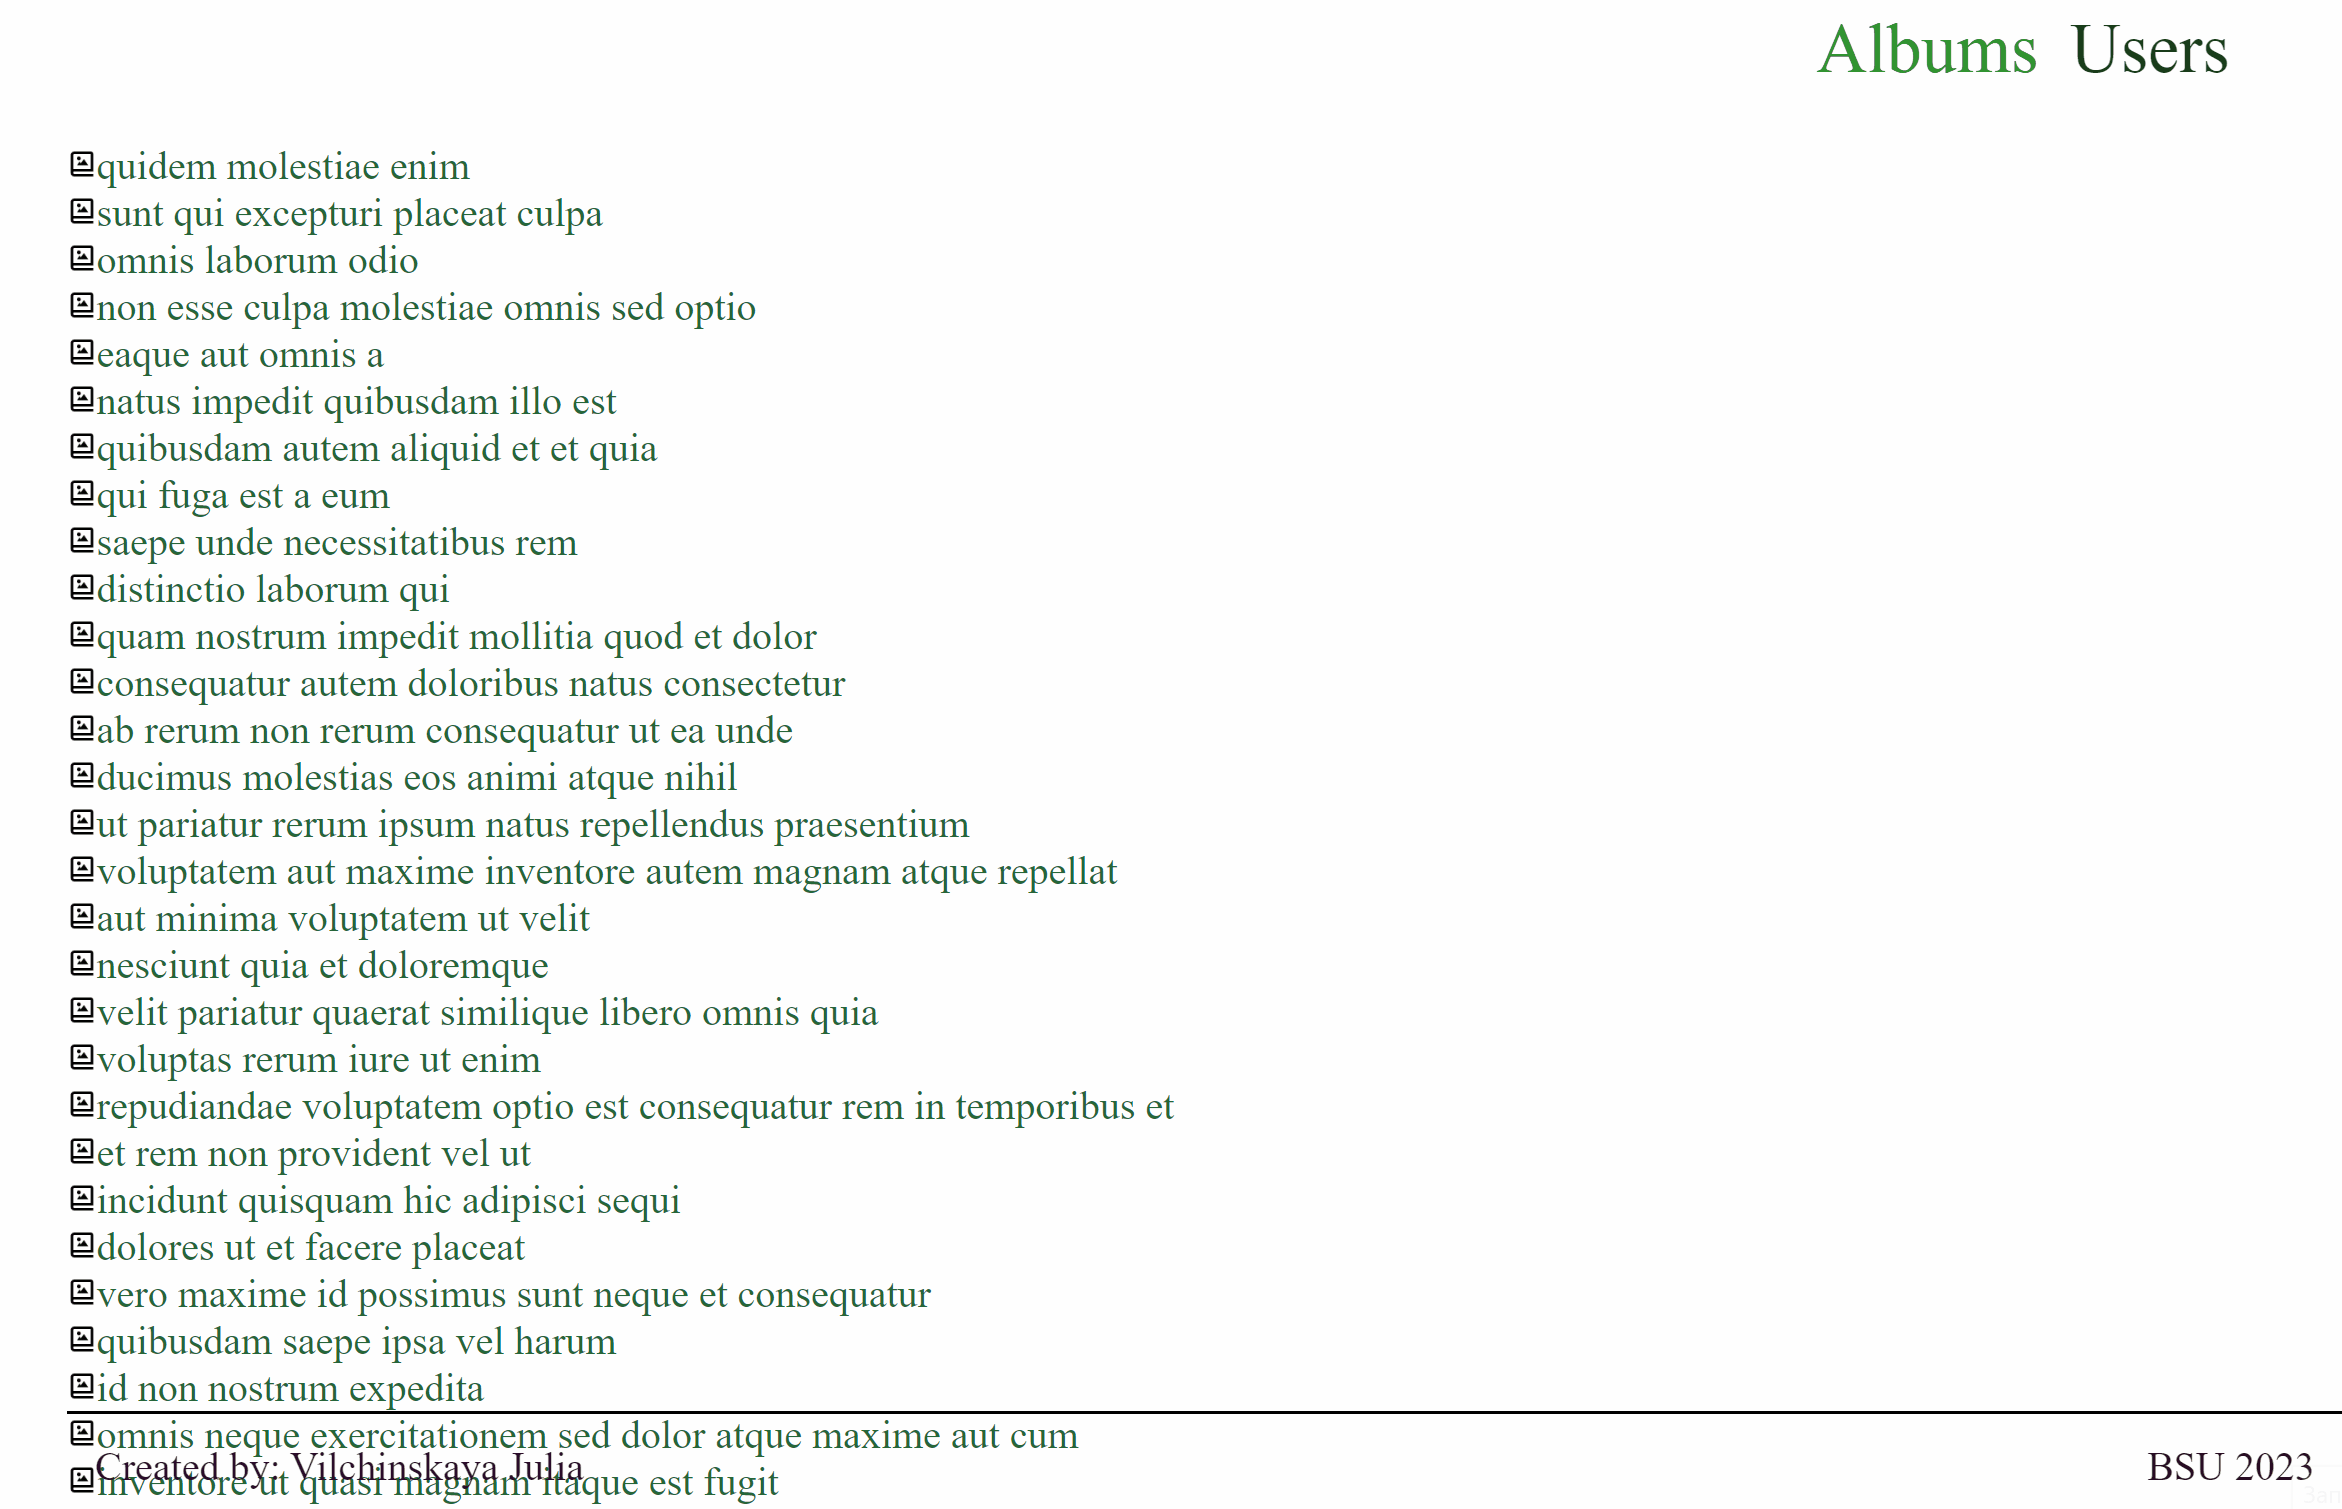 Albums Users
quidem molestiae enim
sunt qui excepturi placeat culpa
omnis laborum odio
non esse culpa molestiae omnis sed optio
eaque aut omnis a
natus impedit quibusdam illo est
quibusdam autem aliquid et et quia
qui fuga est a eum
saepe unde necessitatibus rem
distinctio laborum qui
quam nostrum impedit mollitia quod et dolor
consequatur autem doloribus natus consectetur
ab rerum non rerum consequatur ut ea unde
ducimus molestias eos animi atque nihil
ut pariatur rerum ipsum natus repellendus praesentium
voluptatem aut maxime inventore autem magnam atque repellat
aut minima voluptatem ut velit
nesciunt quia et doloremque
velit pariatur quaerat similique libero omnis quia
voluptas rerum iure ut enim
repudiandae voluptatem optio est consequatur rem in temporibus et
et rem non provident vel ut
incidunt quisquam hic adipisci sequi
dolores ut et facere placeat
vero maxime id possimus sunt neque et consequatur
quibusdam saepe ipsa vel harum
id non nostrum expedita
omnis neque exercitationem sed dolor atque maxime aut cum
Created by: Vilchinskaya Julia BSU 2023
inventore ut quasi magnam itaque est fugit